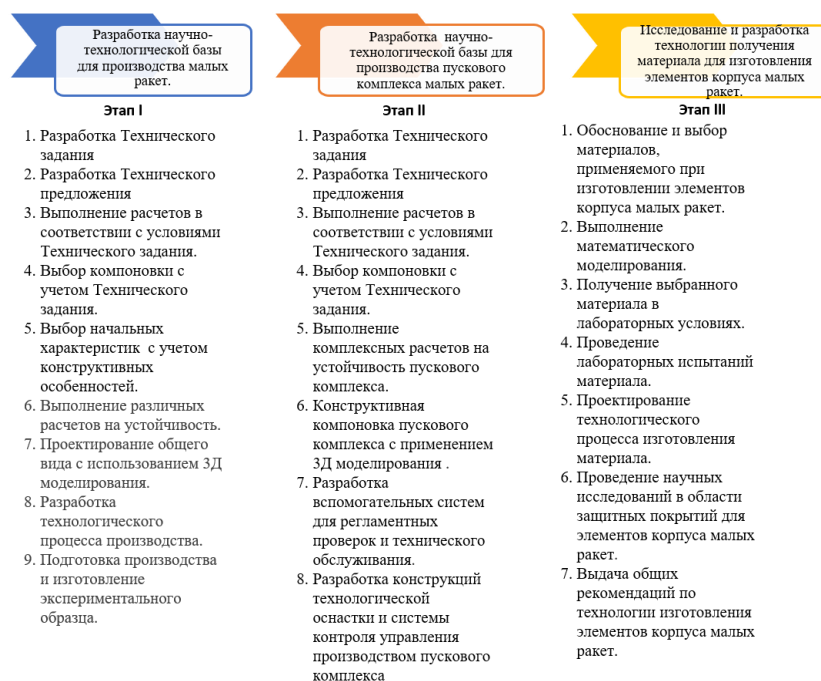 Разработка научно-
технологической базы
для производства малых
ракет.
Этап I
1. Разработка Технического
задания
2. Разработка Технического
предложения
3. Выполнение расчетов в
соответствии с условиями
Технического задания.
4. Выбор компоновки с
учетом Технического
задания.
5. Выбор начальных
характеристик с учетом
конструктивных
особенностей.
6. Выполнение различных
расчетов на устойчивость.
7. Проектирование общего
вида с использованием 3Д
моделирования.
8. Разработка
технологического
процесса производства.
9. Подготовка производства
и изготовление
экспериментального
образца.
Разработка научно-
технологической базы для
производства пускового
комплекса малых ракет.
Этап II
1. Разработка Технического
задания
2. Разработка Технического
предложения
3. Выполнение расчетов в
соответствии с условиями
Технического задания.
4. Выбор компоновки с
учетом Технического
задания.
5. Выполнение
комплексных расчетов на
устойчивость пускового
комплекса.
6. Конструктивная
компоновка пускового
комплекса с применением
3Д моделирования .
7. Разработка
вспомогательных систем
для регламентных
проверок и технического
обслуживания.
8. Разработка конструкций
технологической
оснастки и системы
контроля управления
производством пускового
комплекса
Исследование и разработка
технологии получения
материала для изготовления
элементов корпуса малых
ракет.
Этап III
1. Обоснование и выбор
материалов,
применяемого при
изготовлении элементов
корпуса малых ракет.
2. Выполнение
математического
моделирования.
3. Получение выбранного
материала в
лабораторных условиях.
4. Проведение
лабораторных испытаний
материала.
5. Проектирование
технологического
процесса изготовления
материала.
6. Проведение научных
исследований в области
защитных покрытий для
элементов корпуса малых
ракет.
7. Выдача общих
рекомендаций по
технологии изготовления
элементов корпуса малых
ракет.